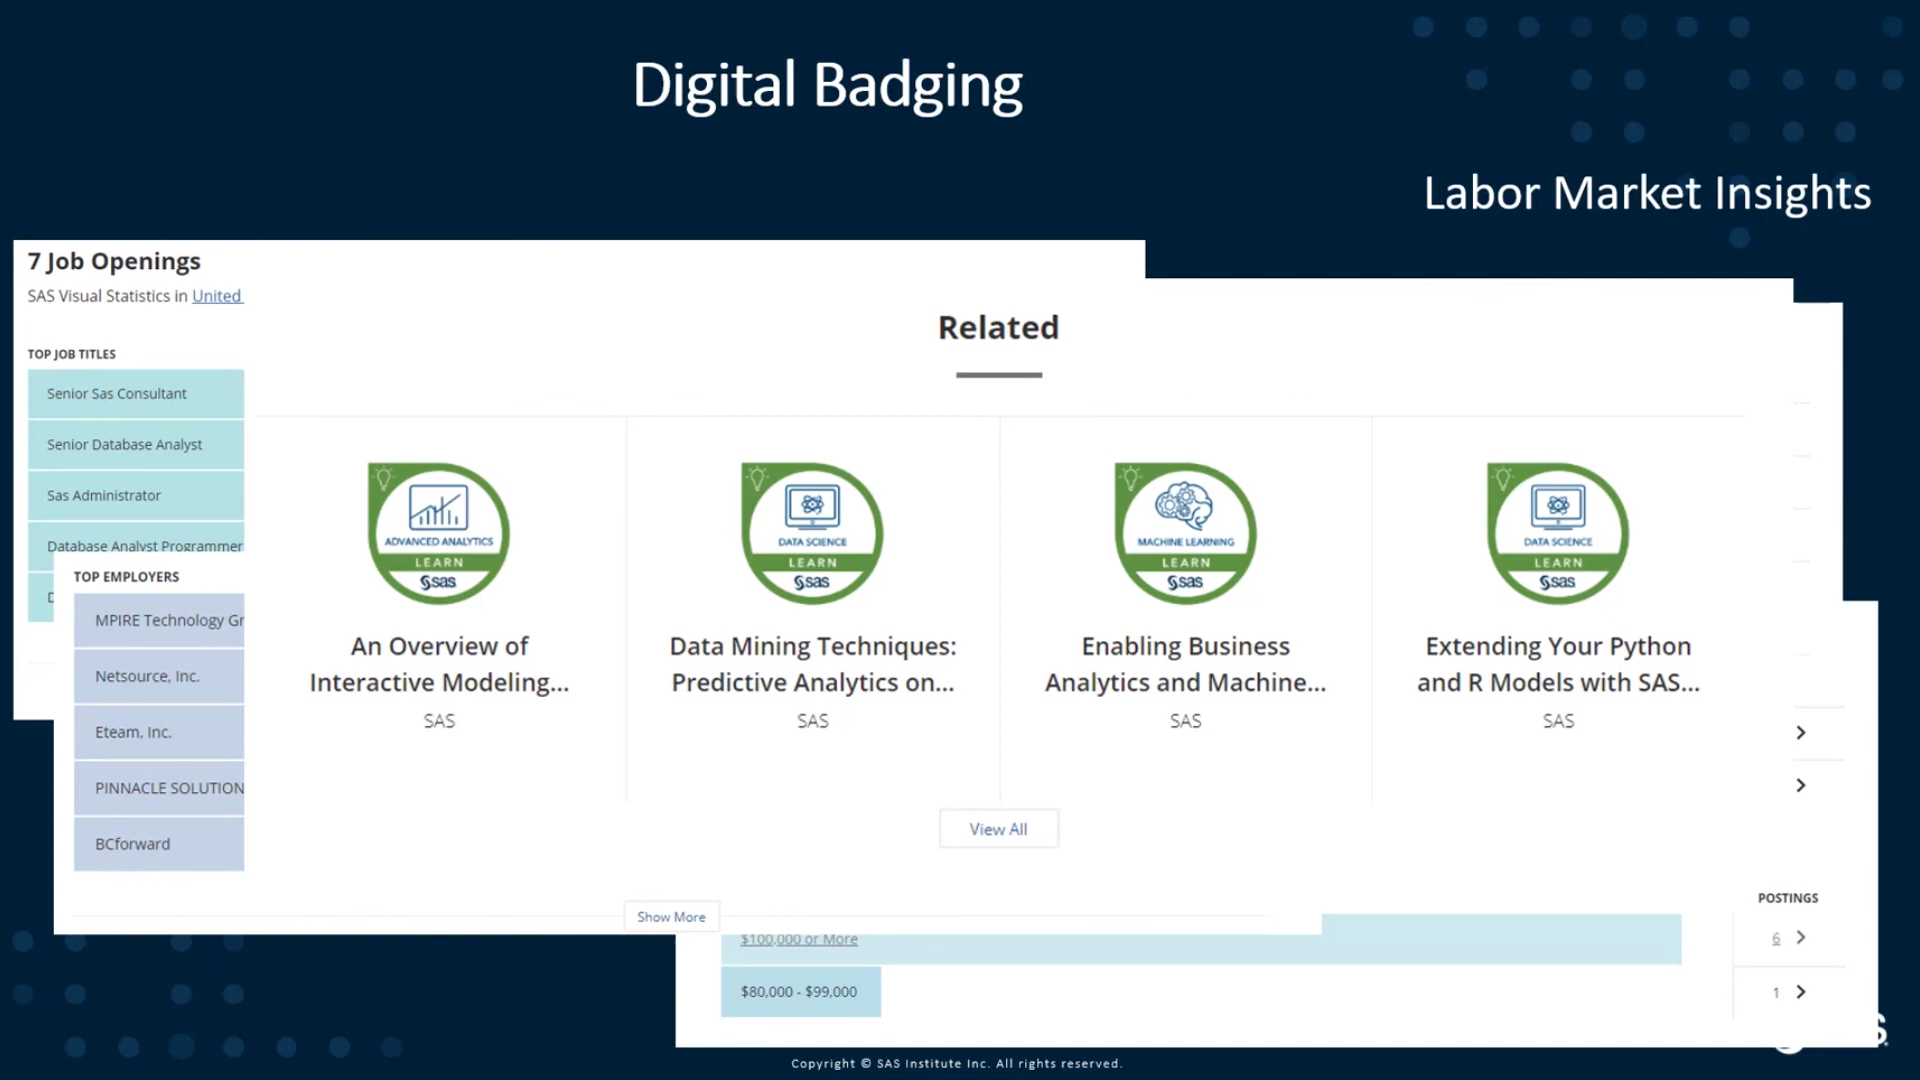 Digital Badging
Labor Market Insights
7 Job Openings
SAS Visual Statistics in United
TOP JOB TITLES
Senior Sas Consultant
Senior Database Analyst
Sas Administrator
Database Analyst Programmer
D
TOP EMPLOYERS
MPIRE Technology Gr
Netsource, Inc.
Eteam, Inc.
PINNACLE SOLUTION
BCforward
Related
ADVANCED ANALYTICS
LEARN
sas
An Overview of
Interactive Modeling...
SAS
DATA SCIENCE
LEARN
sas
Data Mining Techniques:
Predictive Analytics on...
SAS
MACHINE LEARNING
LEARN
sas
Enabling Business
Analytics and Machine...
SAS
DATA SCIENCE
LEARN
sas
Extending Your Python
and R Models with SAS...
SAS
View All
Show More
POSTINGS
$100,000 or More
6
$80,000 - $99,000
1
Copyright © SAS Institute Inc. All rights reserved.